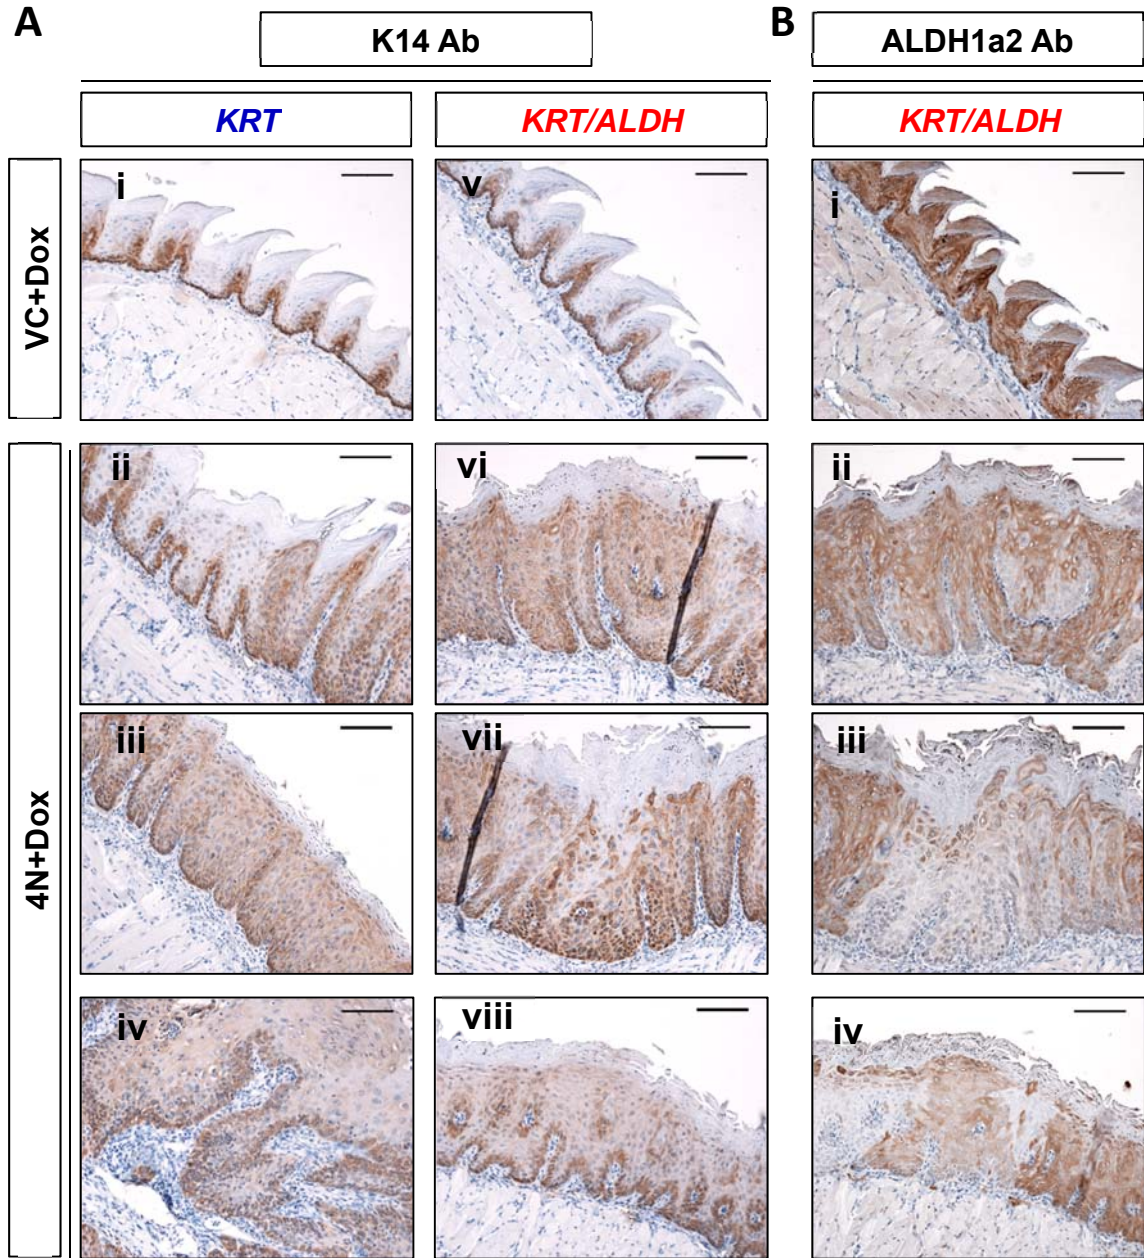 A
K14 Ab
B
ALDH1a2 Ab
KRT
KRT/ALDH
KRT/ALDH
VC+Dox
i
v
i
4N+Dox
ii
vi
ii
iii
vii
iii
iv
viii
iv